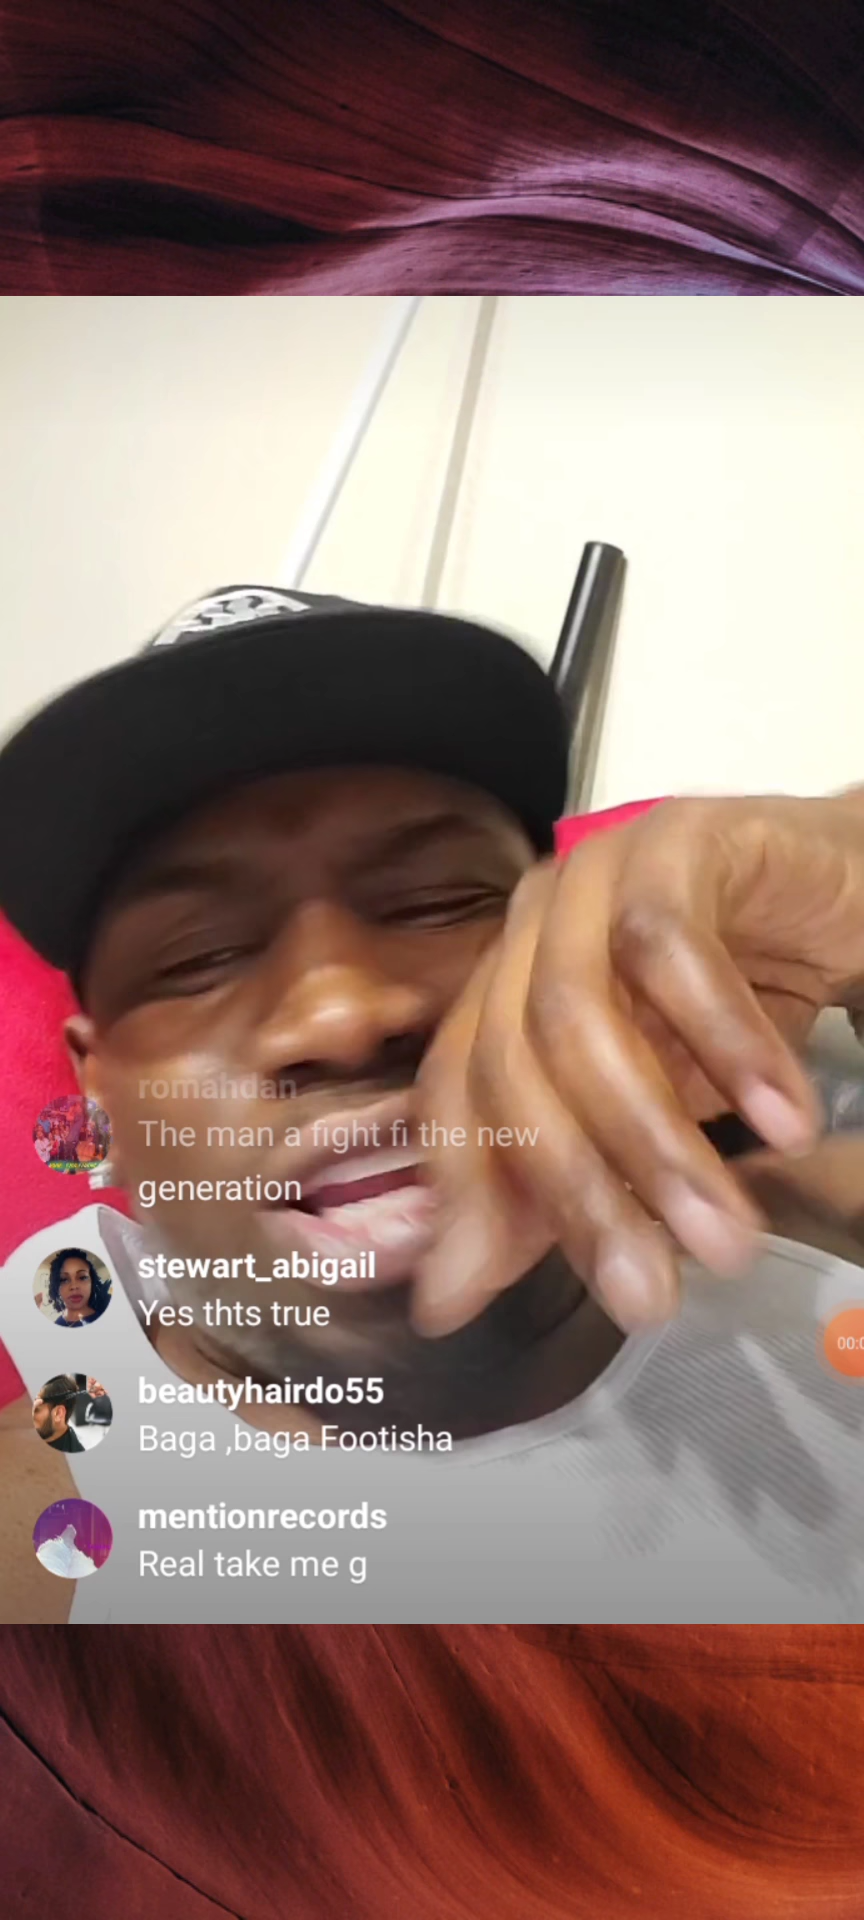 romahdan
The man a fight fi the new
generation
stewart_abigail
Yes thts true
beautyhairdo55
Baga ,baga Footisha
mentionrecords
Real take me g